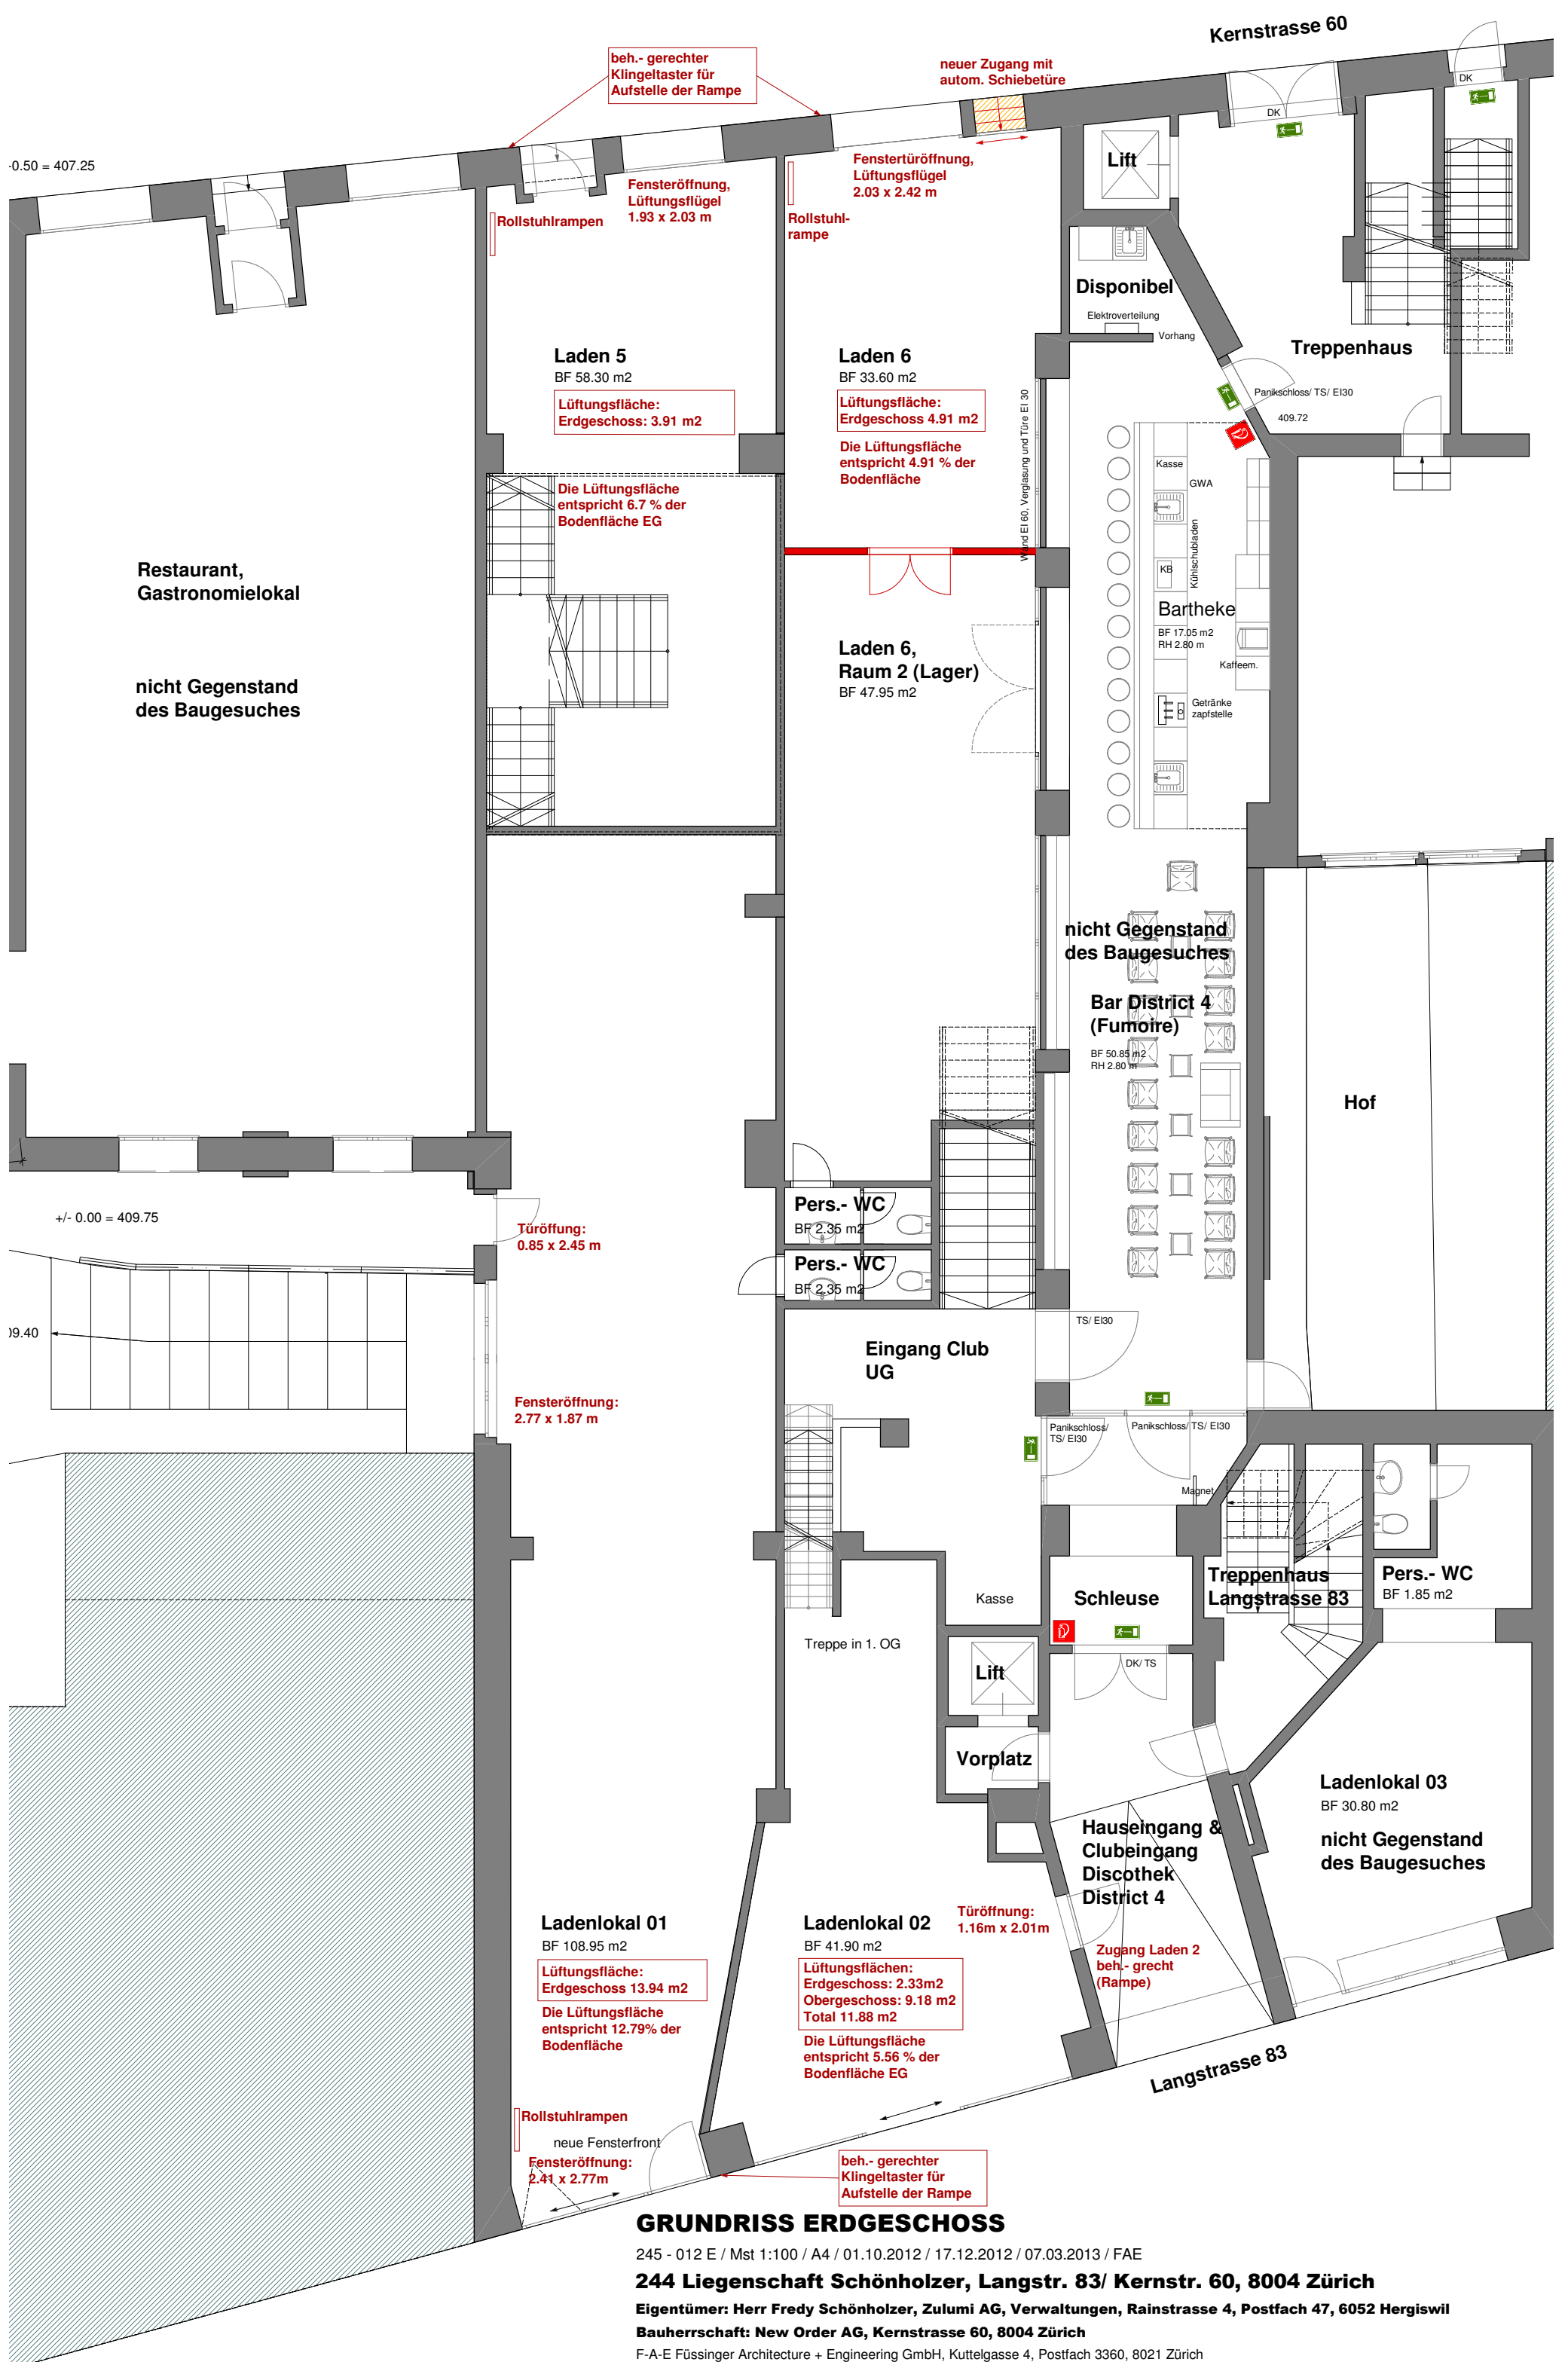 Kernstrasse 60
beh.- gerechter
Klingeltaster für
Aufstelle der Rampe
neuer Zugang mit
autom. Schiebetüre
DK
DK
-0.50 = 407.25
Fensteröffnung,
Lüftungsflügel
1.93 x 2.03 m
Rollstuhlrampen
Fenstertüröffnung,
Lüftungsflügel
2.03 x 2.42 m
Rollstuhl-
rampe
Lift
Disponibel
Elektroverteilung
Vorhang
Treppenhaus
Panikschloss/ TS/ EI30
409.72
Laden 5
BF 58.30 m2
Lüftungsfläche:
Erdgeschoss: 3.91 m2
Die Lüftungsfläche
entspricht 6.7 % der
Bodenfläche EG
Laden 6
BF 33.60 m2
Lüftungsfläche:
Erdgeschoss 4.91 m2
Die Lüftungsfläche
entspricht 4.91 % der
Bodenfläche
Wand EI 60, Verglasung und Türe EI 30
Kasse
GWA
Kühlschubladen
KB
Bartheke
BF 17.05 m2
RH 2.80 m
Kaffeem.
Getränke
zapfstelle
Restaurant,
Gastronomielokal
nicht Gegenstand
des Baugesuches
Laden 6,
Raum 2 (Lager)
BF 47.95 m2
nicht Gegenstand
des Baugesuches
Bar District 4
(Fumoire)
BF 50.85 m2
RH 2.80 m
Hof
Pers.- WC
BF 2.35 m2
Pers.- WC
BF 2.35 m2
+/- 0.00 = 409.75
Türöffung:
0.85 x 2.45 m
09.40
Fensteröffnung:
2.77 x 1.87 m
Eingang Club
UG
TS/ EI30
Panikschloss/
TS/ EI30
Panikschloss/ TS/ EI30
Magnet
Kasse
Schleuse
DK/ TS
Treppenhaus
Langstrasse 83
Pers.- WC
BF 1.85 m2
Treppe in 1. OG
Lift
Vorplatz
Ladenlokal 03
BF 30.80 m2
nicht Gegenstand
des Baugesuches
Hauseingang &
Clubeingang
Discothek
District 4
Türöffnung:
1.16m x 2.01m
Zugang Laden 2
beh.- grecht
(Rampe)
Ladenlokal 01
BF 108.95 m2
Lüftungsfläche:
Erdgeschoss 13.94 m2
Die Lüftungsfläche
entspricht 12.79% der
Bodenfläche
Ladenlokal 02
BF 41.90 m2
Lüftungsflächen:
Erdgeschoss: 2.33m2
Obergeschoss: 9.18 m2
Total 11.88 m2
Die Lüftungsfläche
entspricht 5.56 % der
Bodenfläche EG
Langstrasse 83
Rollstuhlrampen
neue Fensterfront
Fensteröffnung:
2.41 x 2.77m
beh.- gerechter
Klingeltaster für
Aufstelle der Rampe
GRUNDRISS ERDGESCHOSS
245 - 012 E / Mst 1:100 / A4 / 01.10.2012 / 17.12.2012 / 07.03.2013 / FAE
244 Liegenschaft Schönholzer, Langstr. 83/ Kernstr. 60, 8004 Zürich
Eigentümer: Herr Fredy Schönholzer, Zulumi AG, Verwaltungen, Rainstrasse 4, Postfach 47, 6052 Hergiswil
Bauherrschaft: New Order AG, Kernstrasse 60, 8004 Zürich
F-A-E Füssinger Architecture + Engineering GmbH, Kuttelgasse 4, Postfach 3360, 8021 Zürich